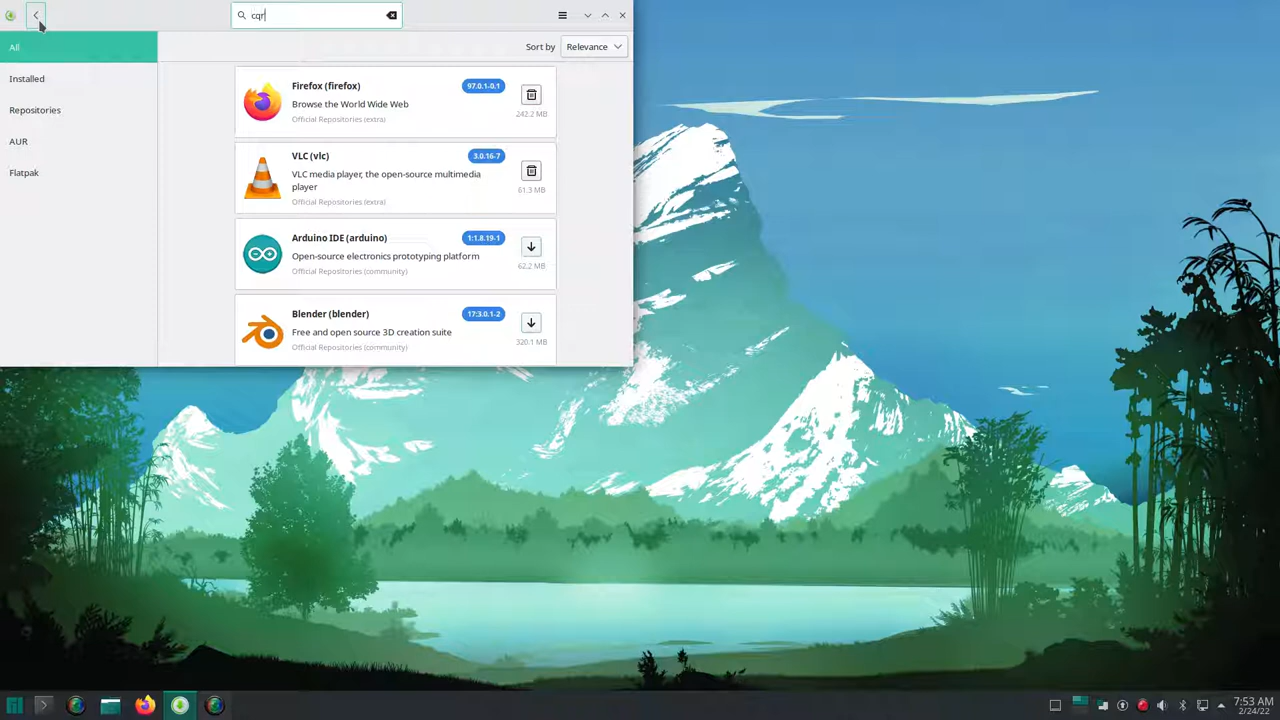 cqr
All
Installed
Repositories
AUR
Flatpak
Sort by Relevance
Firefox (firefox) 97.0.1-0.1
Browse the World Wide Web
Official Repositories (extra) 242.2 MB
VLC (vlc) 3.0.16-7
VLC media player, the open-source multimedia
player
61.3 MB
Official Repositories (extra)
Arduino IDE (arduino) 1:1.8.19-1
Open-source electronics prototyping platform
62.2 MB
Official Repositories (community)
Blender (blender) 17:3.0.1-2
Free and open source 3D creation suite
320.1 MB
Official Repositories (community)
7:53 AM
2/24/22